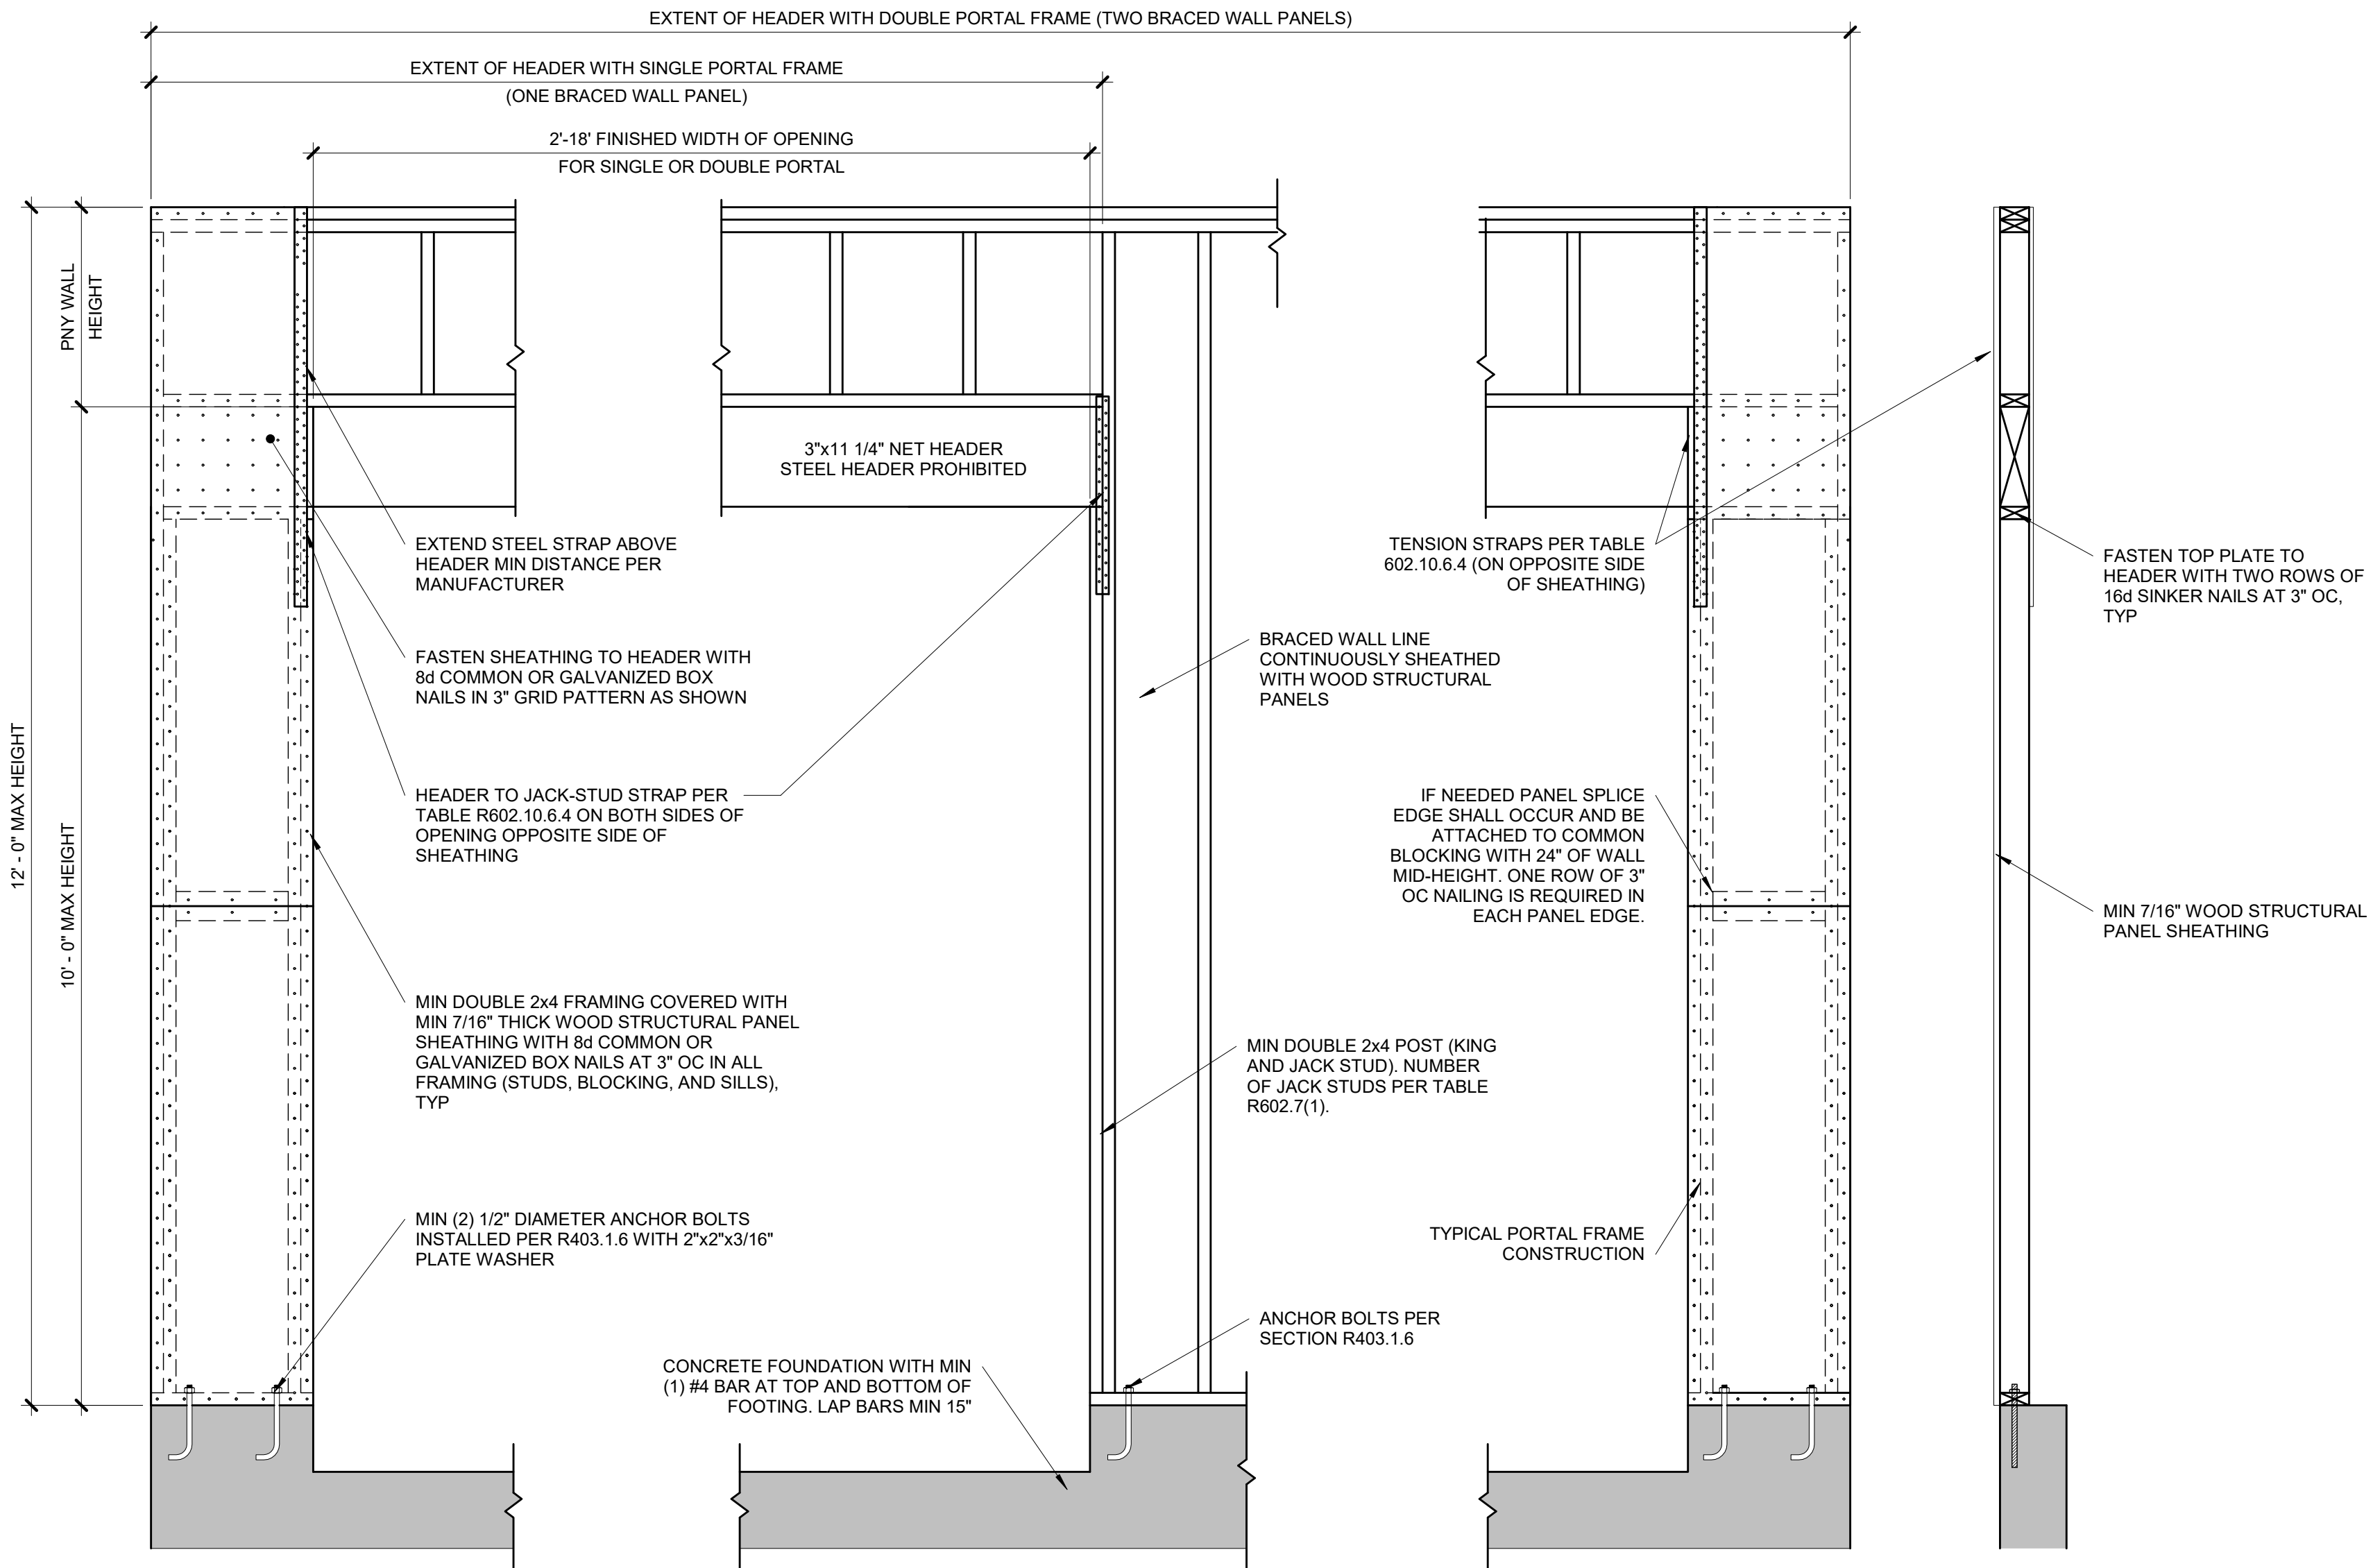 EXTENT OF HEADER WITH DOUBLE PORTAL FRAME (TWO BRACED WALL PANELS)
EXTENT OF HEADER WITH SINGLE PORTAL FRAME
(ONE BRACED WALL PANEL)
2'-18' FINISHED WIDTH OF OPENING
FOR SINGLE OR DOUBLE PORTAL
12' - 0" MAX HEIGHT
PNY WALL
HEIGHT
10' - 0" MAX HEIGHT
3"x11 1/4" NET HEADER
STEEL HEADER PROHIBITED
EXTEND STEEL STRAP ABOVE
HEADER MIN DISTANCE PER
MANUFACTURER
FASTEN SHEATHING TO HEADER WITH
8d COMMON OR GALVANIZED BOX
NAILS IN 3" GRID PATTERN AS SHOWN
HEADER TO JACK-STUD STRAP PER
TABLE R602.10.6.4 ON BOTH SIDES OF
OPENING OPPOSITE SIDE OF
SHEATHING
MIN DOUBLE 2x4 FRAMING COVERED WITH
MIN 7/16" THICK WOOD STRUCTURAL PANEL
SHEATHING WITH 8d COMMON OR
GALVANIZED BOX NAILS AT 3" OC IN ALL
FRAMING (STUDS, BLOCKING, AND SILLS),
TYP
MIN (2) 1/2" DIAMETER ANCHOR BOLTS
INSTALLED PER R403.1.6 WITH 2"x2"x3/16"
PLATE WASHER
CONCRETE FOUNDATION WITH MIN
(1) #4 BAR AT TOP AND BOTTOM OF
FOOTING. LAP BARS MIN 15"
TENSION STRAPS PER TABLE
602.10.6.4 (ON OPPOSITE SIDE
OF SHEATHING)
BRACED WALL LINE
CONTINUOUSLY SHEATHED
WITH WOOD STRUCTURAL
PANELS
IF NEEDED PANEL SPLICE
EDGE SHALL OCCUR AND BE
ATTACHED TO COMMON
BLOCKING WITH 24" OF WALL
MID-HEIGHT. ONE ROW OF 3"
OC NAILING IS REQUIRED IN
EACH PANEL EDGE.
MIN DOUBLE 2x4 POST (KING
AND JACK STUD). NUMBER
OF JACK STUDS PER TABLE
R602.7(1).
TYPICAL PORTAL FRAME
CONSTRUCTION
ANCHOR BOLTS PER
SECTION R403.1.6
FASTEN TOP PLATE TO
HEADER WITH TWO ROWS OF
16d SINKER NAILS AT 3" OC,
TYP
MIN 7/16" WOOD STRUCTURAL
PANEL SHEATHING